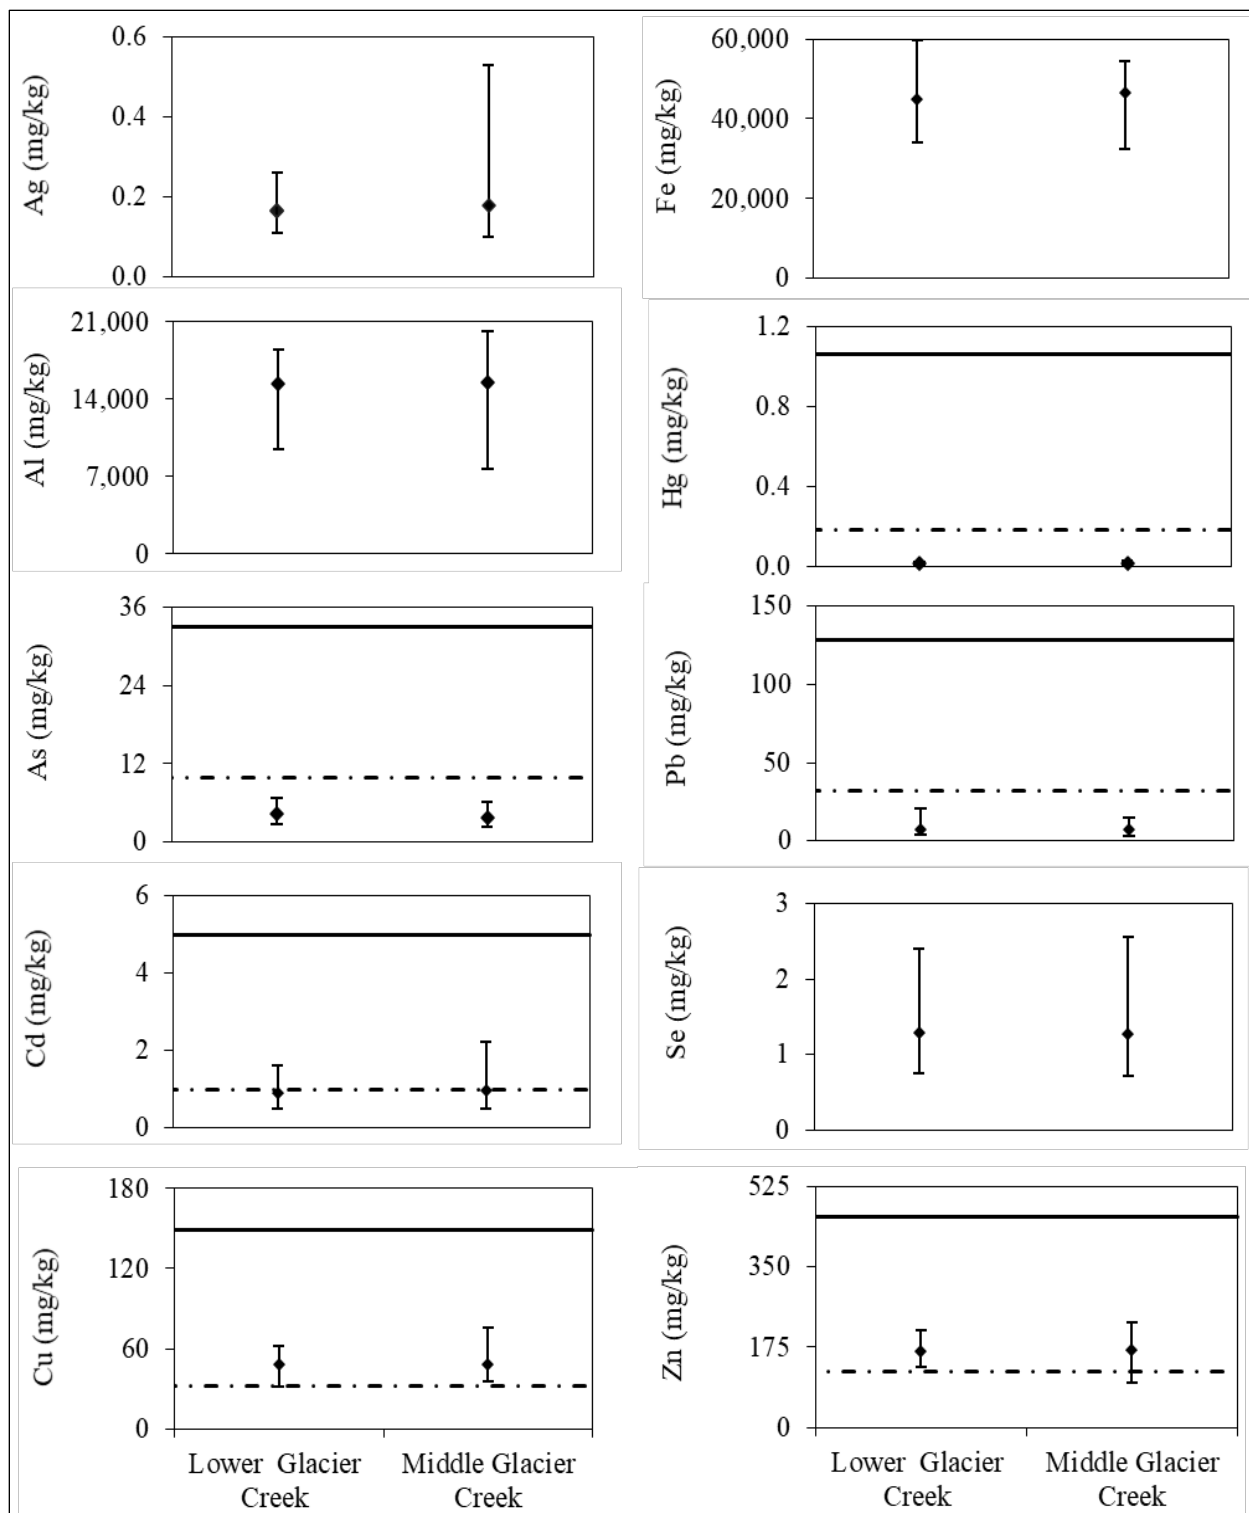 Ag (mg/kg)
0.6
0.4
0.2
0.0
Fe (mg/kg)
60,000
40,000
20,000
0
Al (mg/kg)
21,000
14,000
7,000
0
Hg (mg/kg)
1.2
0.8
0.4
0.0
As (mg/kg)
36
24
12
0
Pb (mg/kg)
150
100
50
0
Cd (mg/kg)
6
4
2
0
Se (mg/kg)
3
2
1
0
Cu (mg/kg)
180
120
60
0
Lower Glacier
Creek
Middle Glacier
Creek
Zn (mg/kg)
525
350
175
0
Lower Glacier
Creek
Middle Glacier
Creek